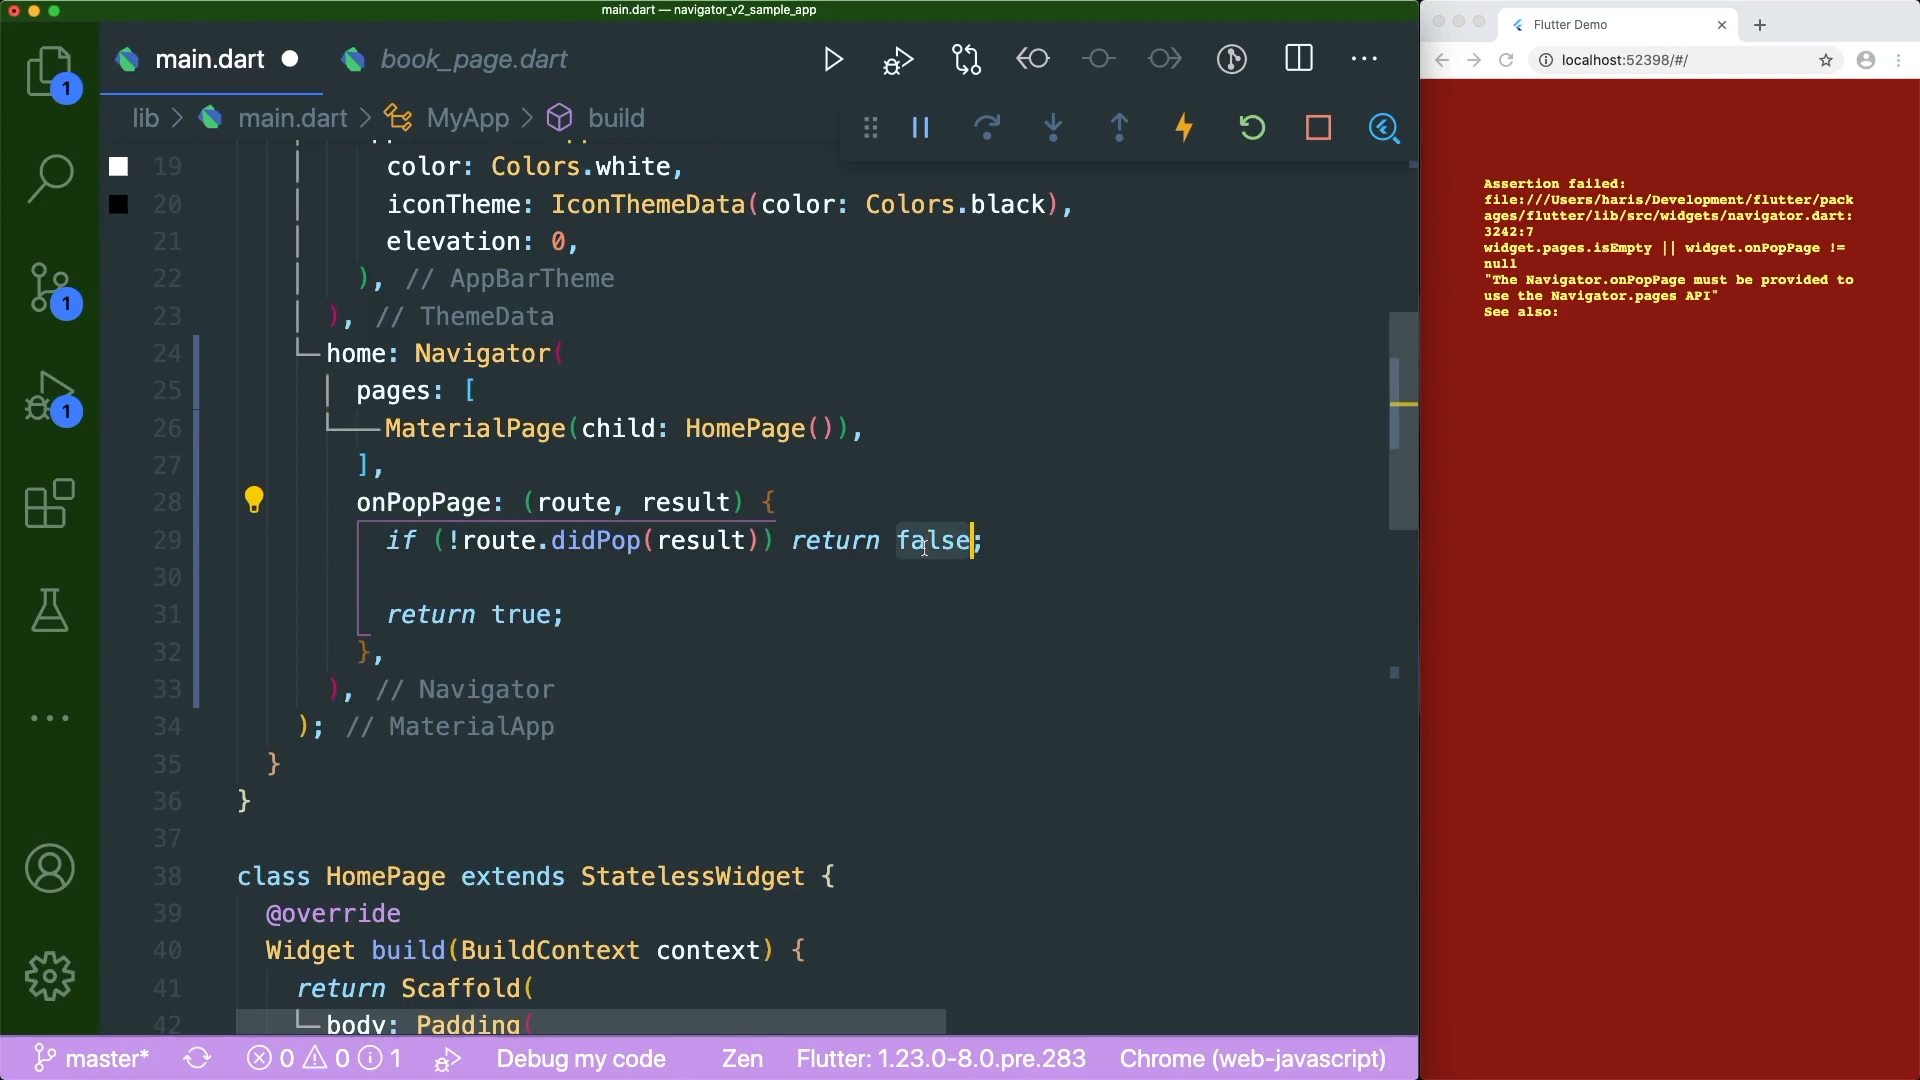 main.dart — navigator_v2_sample_app
main.dart
book_page.dart
lib > main.dart > MyApp > build
19 color: Colors.white,
20 iconTheme: IconThemeData(color: Colors.black),
21 elevation: 0,
22 ), // AppBarTheme
23 ), // ThemeData
24 home: Navigator(
25 pages: [
26 MaterialPage(child: HomePage()),
27 ],
28 onPopPage: (route, result) {
29 if (!route.didPop(result)) return false;
30
31 return true;
32 },
33 ), // Navigator
34 ); // MaterialApp
35 }
36 }
37
38 class HomePage extends StatelessWidget {
39 @override
40 Widget build(BuildContext context) {
41 return Scaffold(
42 body: Padding(
1
1
1
master* 0 0 1 Debug my code Zen Flutter: 1.23.0-8.0.pre.283 Chrome (web-javascript)
Flutter Demo
localhost:52398/#/
Assertion failed:
file:///Users/haris/Development/flutter/pack
ages/flutter/lib/src/widgets/navigator.dart:
3242:7
widget.pages.isEmpty || widget.onPopPage !=
null
"The Navigator.onPopPage must be provided to
use the Navigator.pages API"
See also: